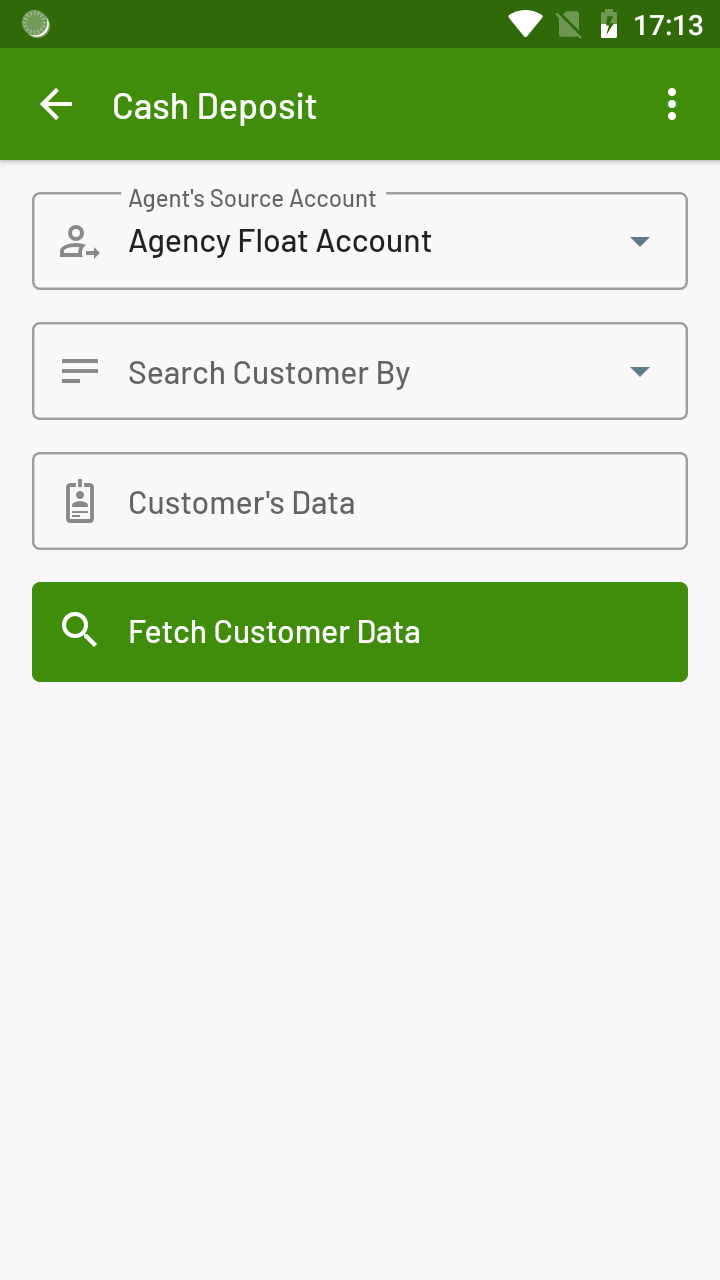 17:13
Cash Deposit
Agent's Source Account
Agency Float Account
Search Customer By
Customer's Data
Fetch Customer Data